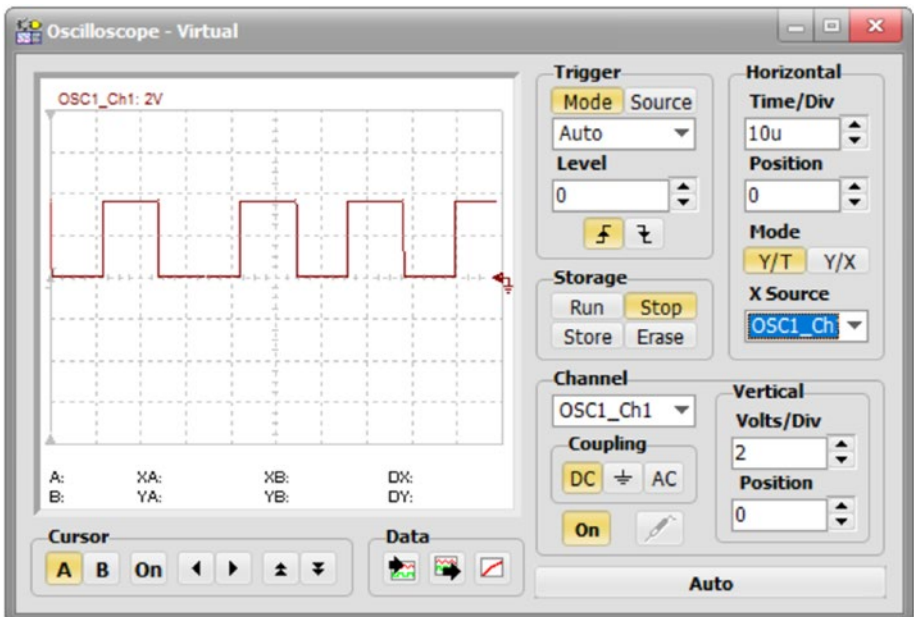 Oscilloscope - Virtual
OSC1_Ch1: 2V
A: XA: XB: DX:
B: YA: YB: DY:
Cursor
A B On
Data
Trigger
Mode Source
Auto
Level
0
Storage
Run Stop
Store Erase
Horizontal
Time/Div
10u
Position
0
Mode
Y/T Y/X
X Source
OSC1_Ch
Channel
OSC1_Ch1
Coupling
DC AC
On
Vertical
Volts/Div
2
Position
0
Auto